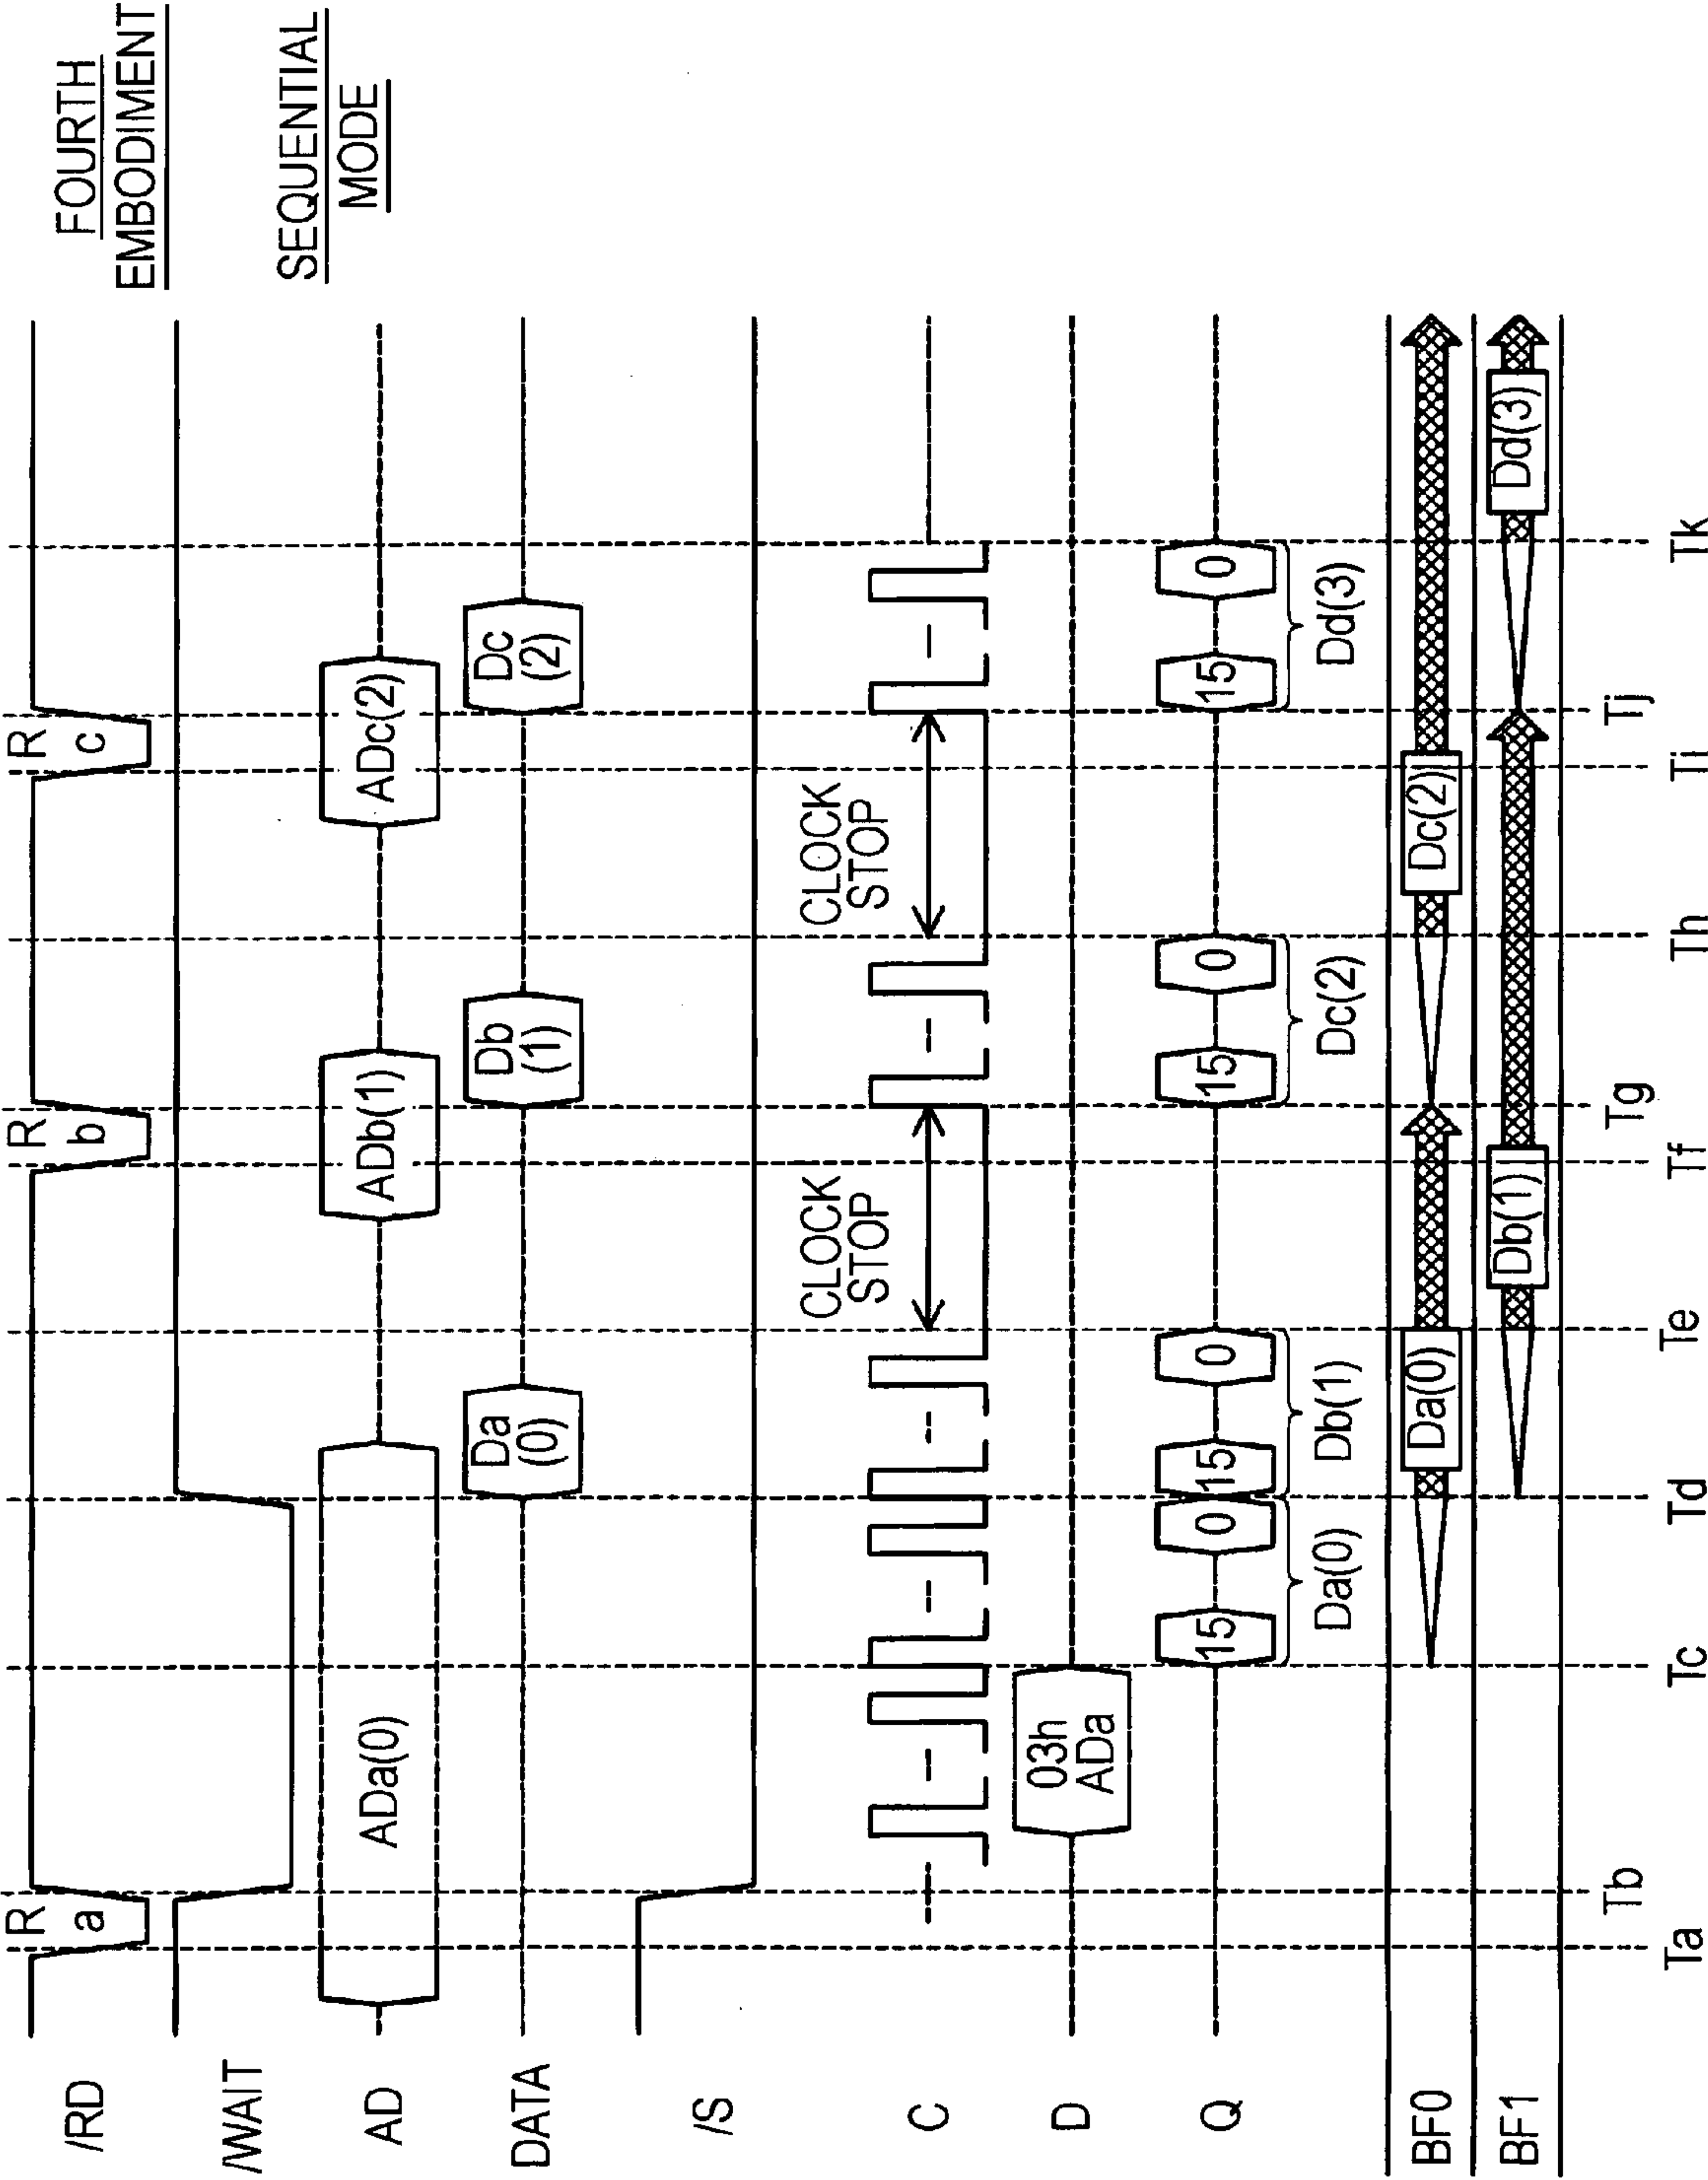 FOURTH
EMBODIMENT
SEQUENTIAL
MODE
/RD
R
a
R
b
R
c
/WAIT
AD
ADa(0)
ADb(1)
ADc(2)
DATA
Da
(0)
Db
(1)
Dc
(2)
/S
C
CLOCK
STOP
CLOCK
STOP
D
03h
ADa
Q
15
0
15
0
15
0
15
0
Da(0)
Db(1)
Dc(2)
Dd(3)
BF0
Da(0)
Dc(2)
BF1
Db(1)
Dd(3)
Ta
Tb
Tc
Td
Te
Tf
Tg
Th
Ti
Tj
Tk